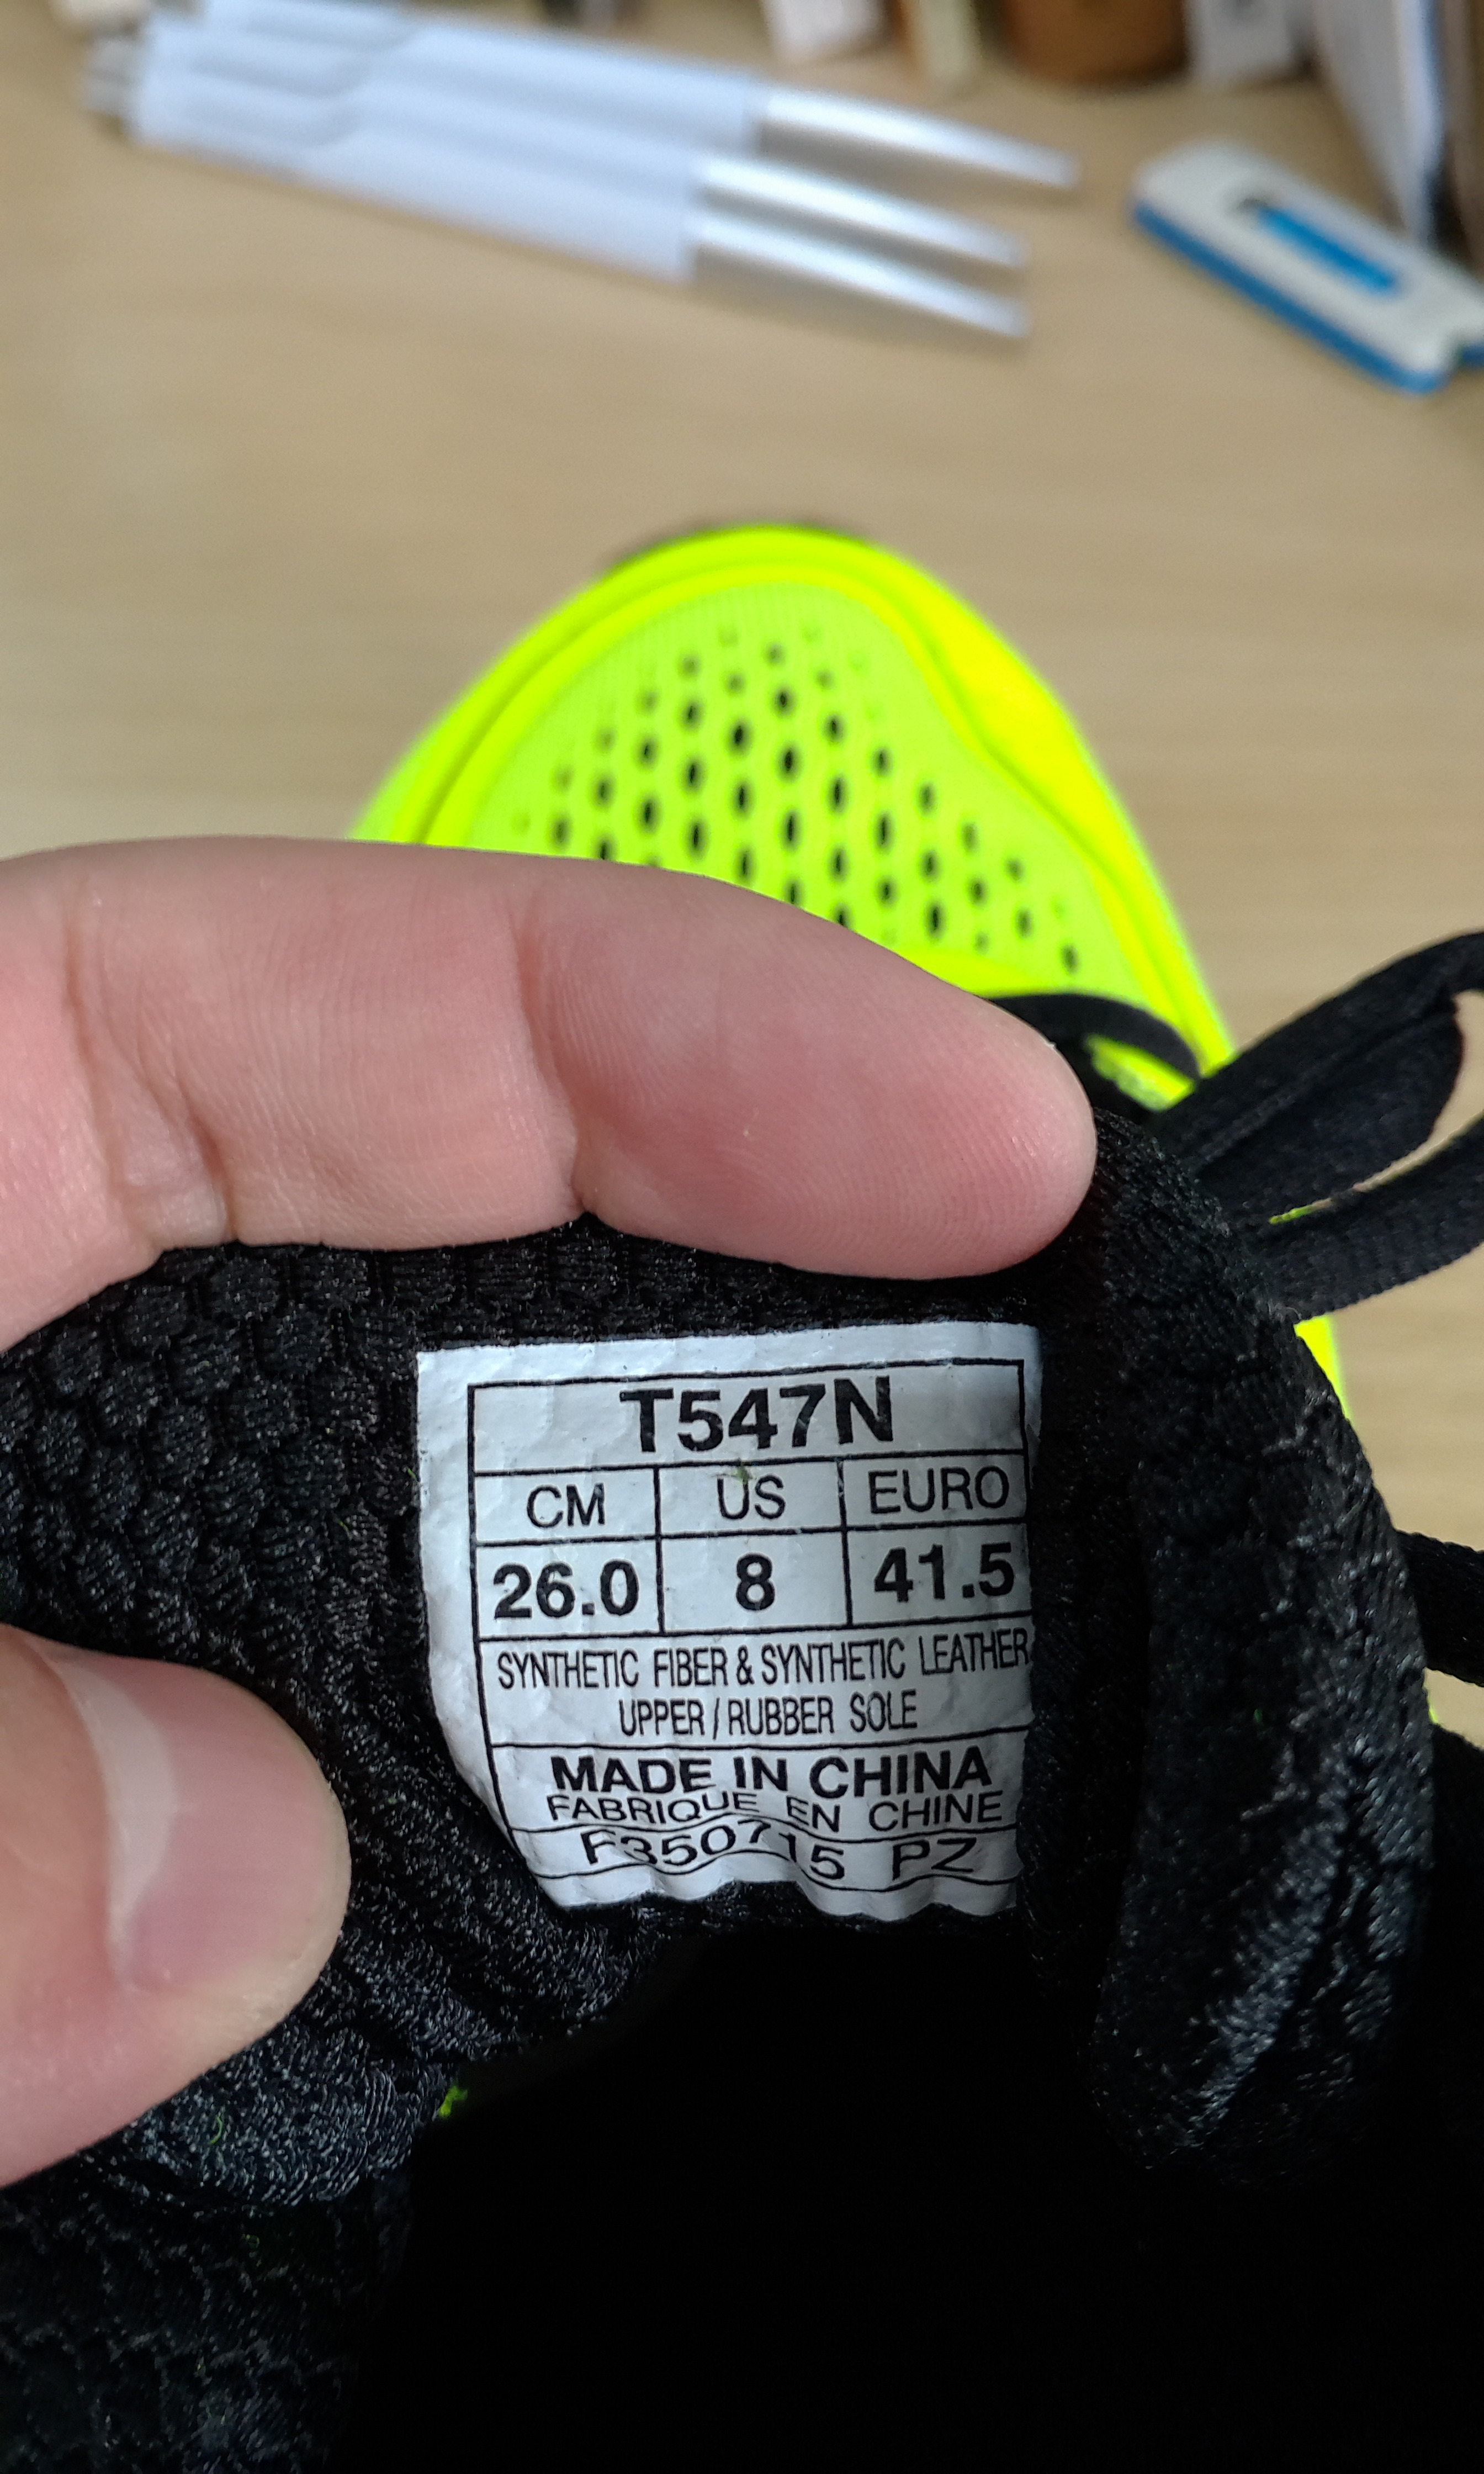 T547N
CM US EURO
26.0 8 41.5
SYNTHETIC FIBER & SYNTHETIC LEATHER
UPPER / RUBBER SOLE
MADE IN CHINA
FABRIQUE EN CHINE
F350715 PZ